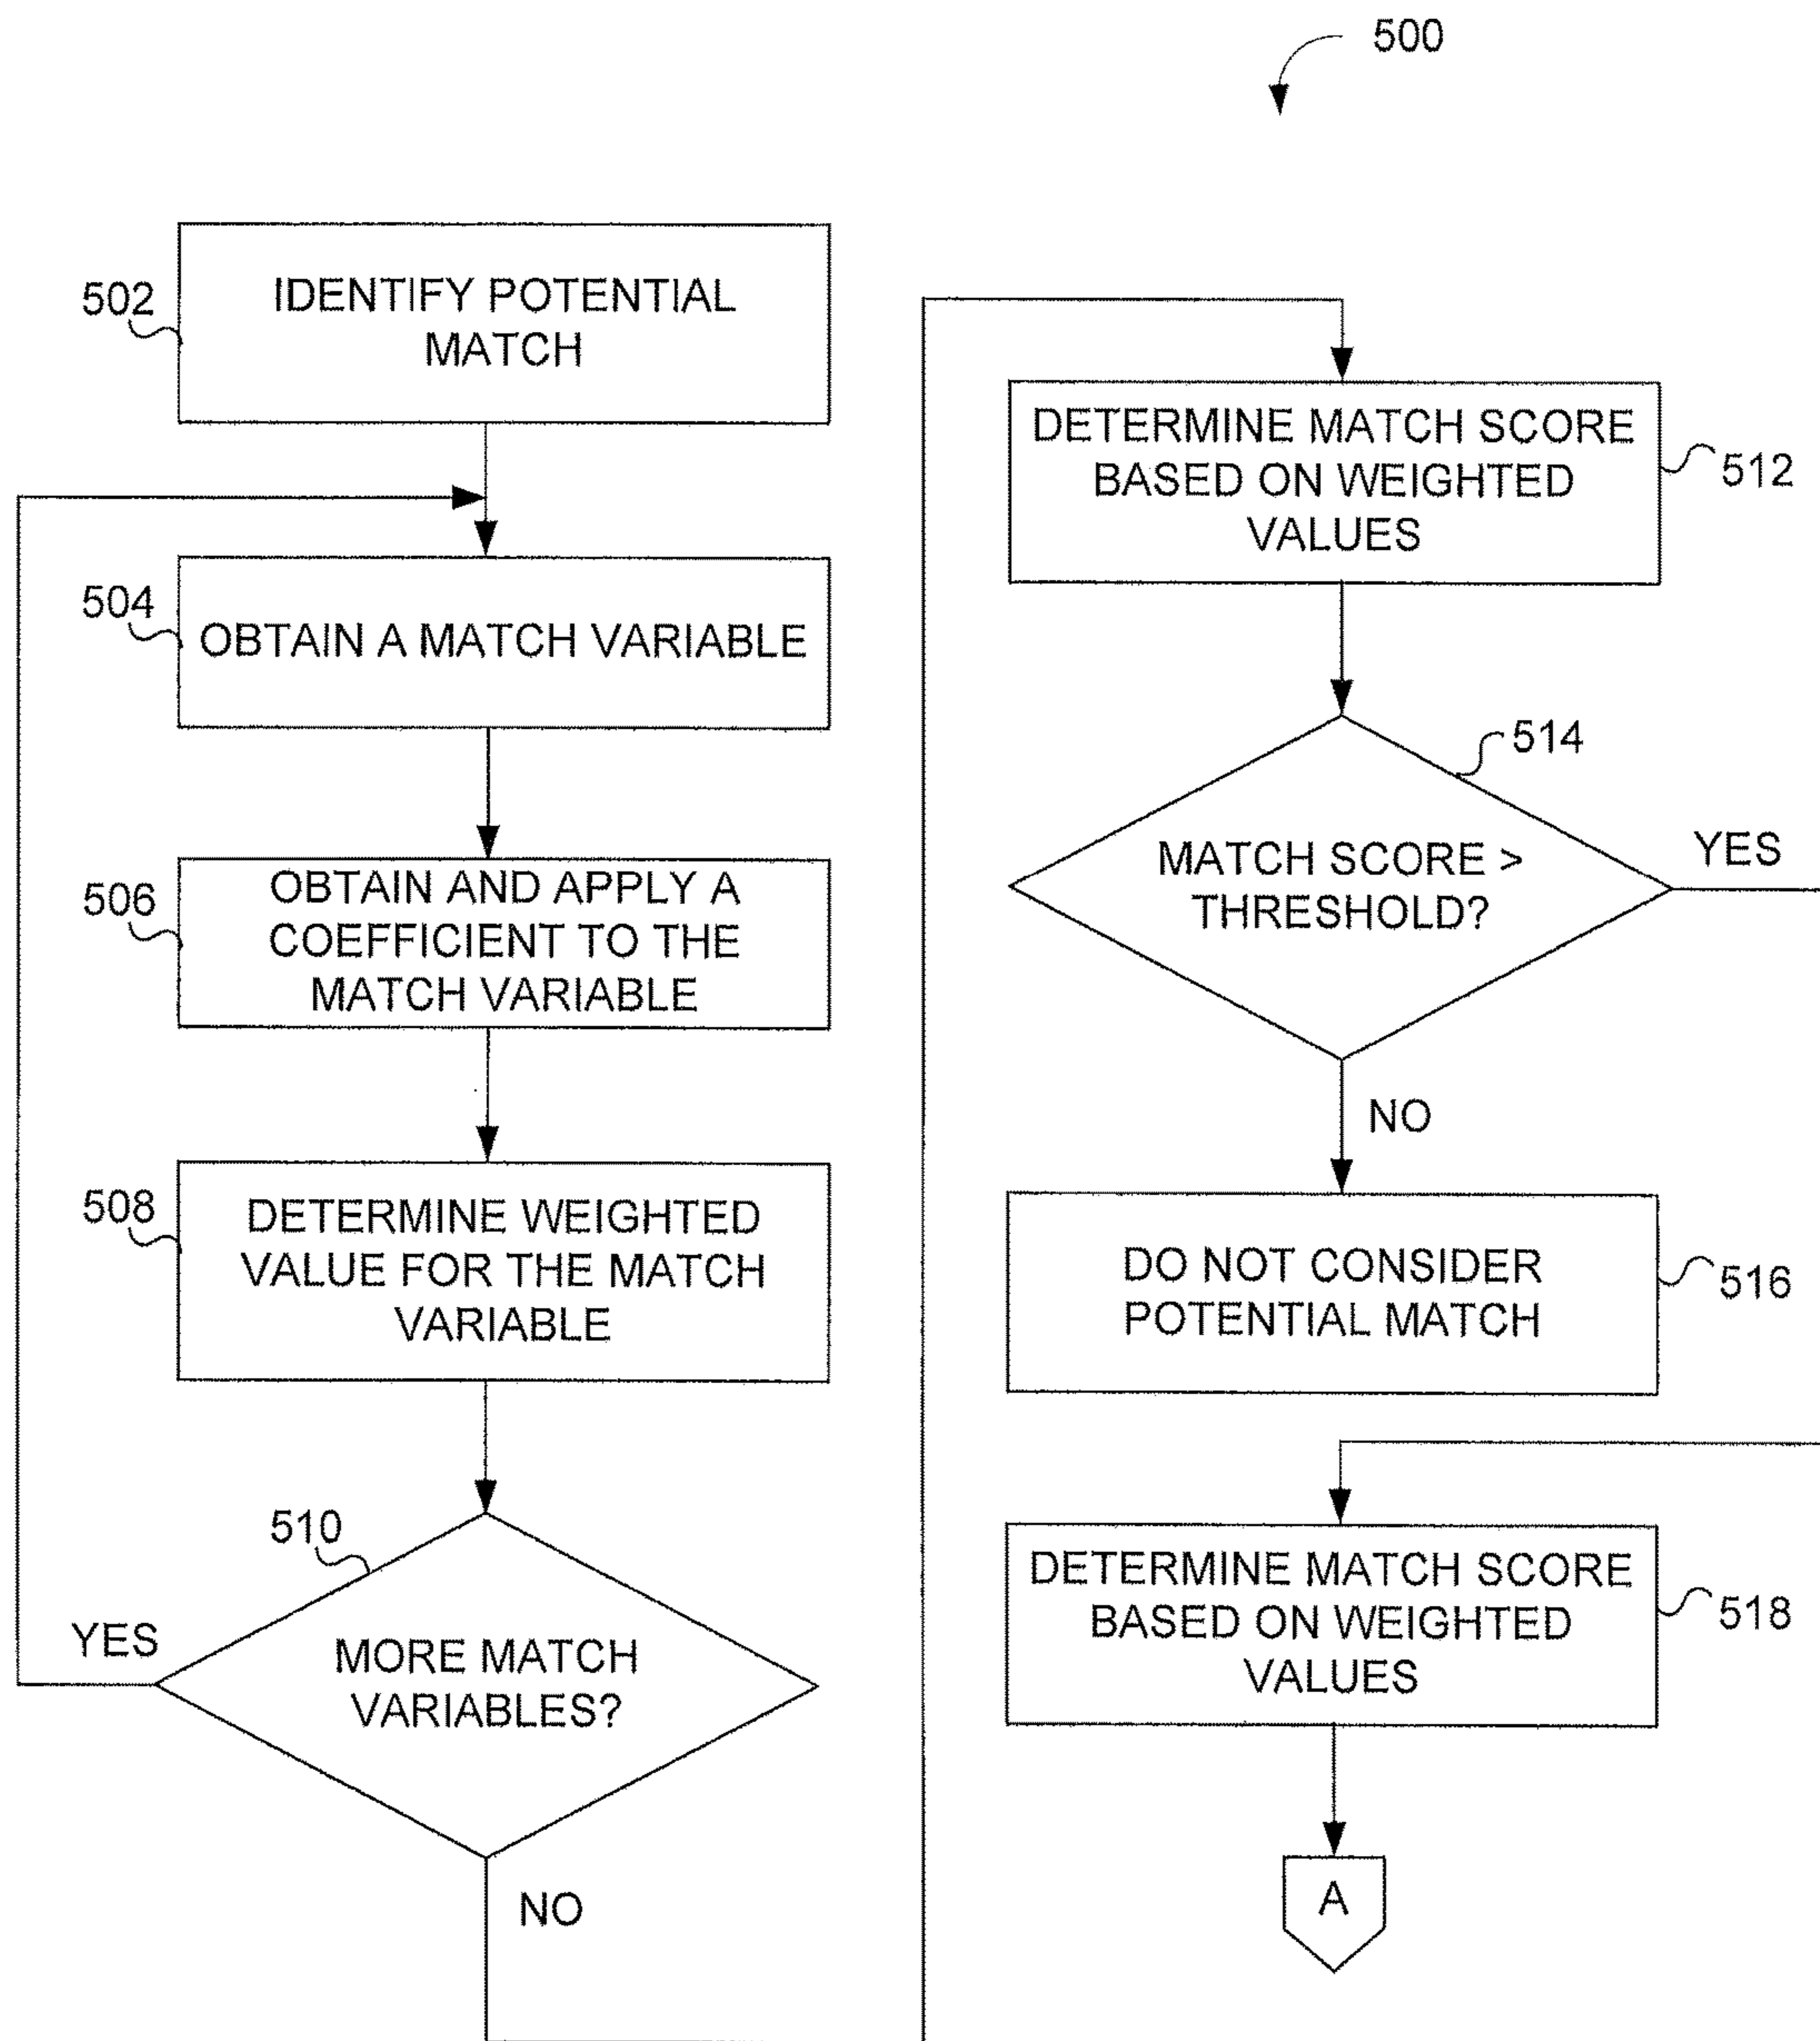 500
502
IDENTIFY POTENTIAL
MATCH
504
OBTAIN A MATCH VARIABLE
506
OBTAIN AND APPLY A
COEFFICIENT TO THE
MATCH VARIABLE
508
DETERMINE WEIGHTED
VALUE FOR THE MATCH
VARIABLE
510
YES
MORE MATCH
VARIABLES?
NO
DETERMINE MATCH SCORE
BASED ON WEIGHTED
VALUES
512
514
MATCH SCORE >
THRESHOLD?
YES
NO
DO NOT CONSIDER
POTENTIAL MATCH
516
DETERMINE MATCH SCORE
BASED ON WEIGHTED
VALUES
518
A